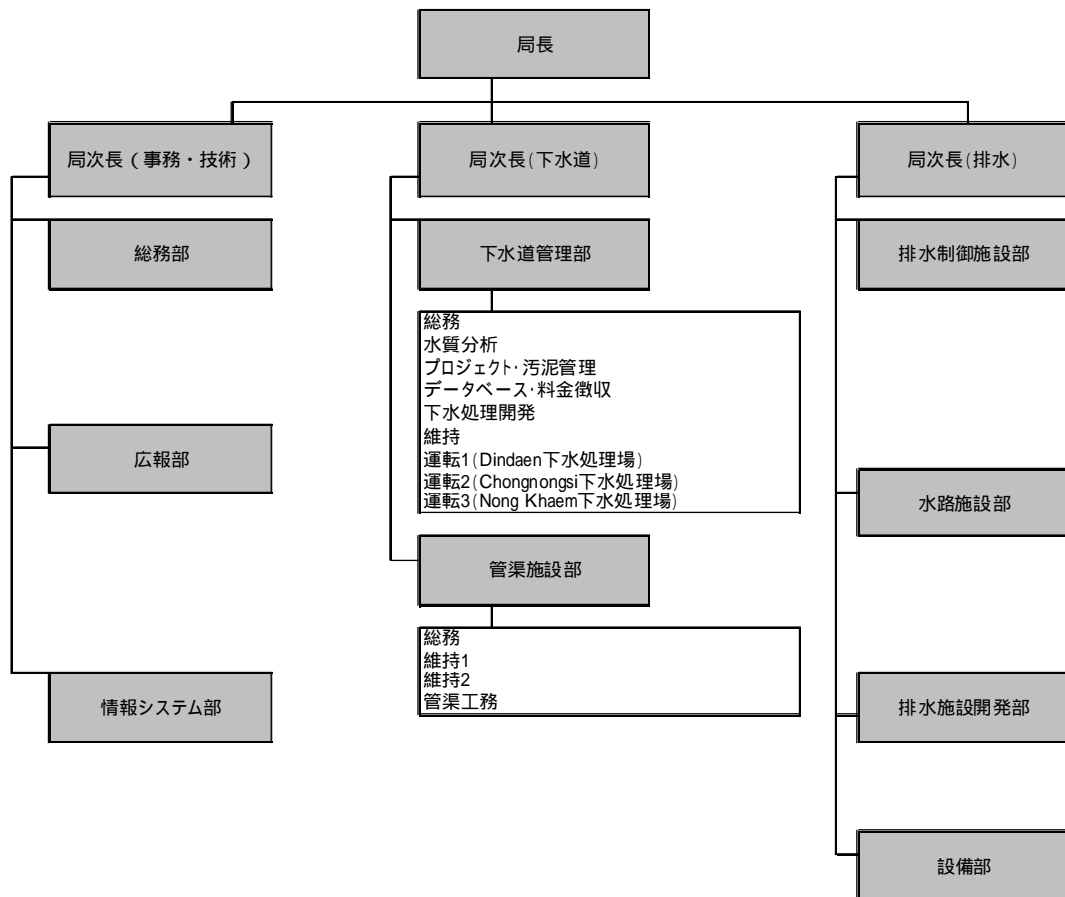 局長
局次長（事務・技術）
局次長(下水道)
局次長(排水)
総務部
下水道管理部
排水制御施設部
総務
水質分析
プロジェクト・汚泥管理
データベース・料金徴収
下水処理開発
維持
運転1(Dindaen下水処理場)
運転2(Chongnongsi下水処理場)
運転3(Nong Khaem下水処理場)
広報部
水路施設部
管渠施設部
総務
維持1
維持2
管渠工務
情報システム部
排水施設開発部
設備部